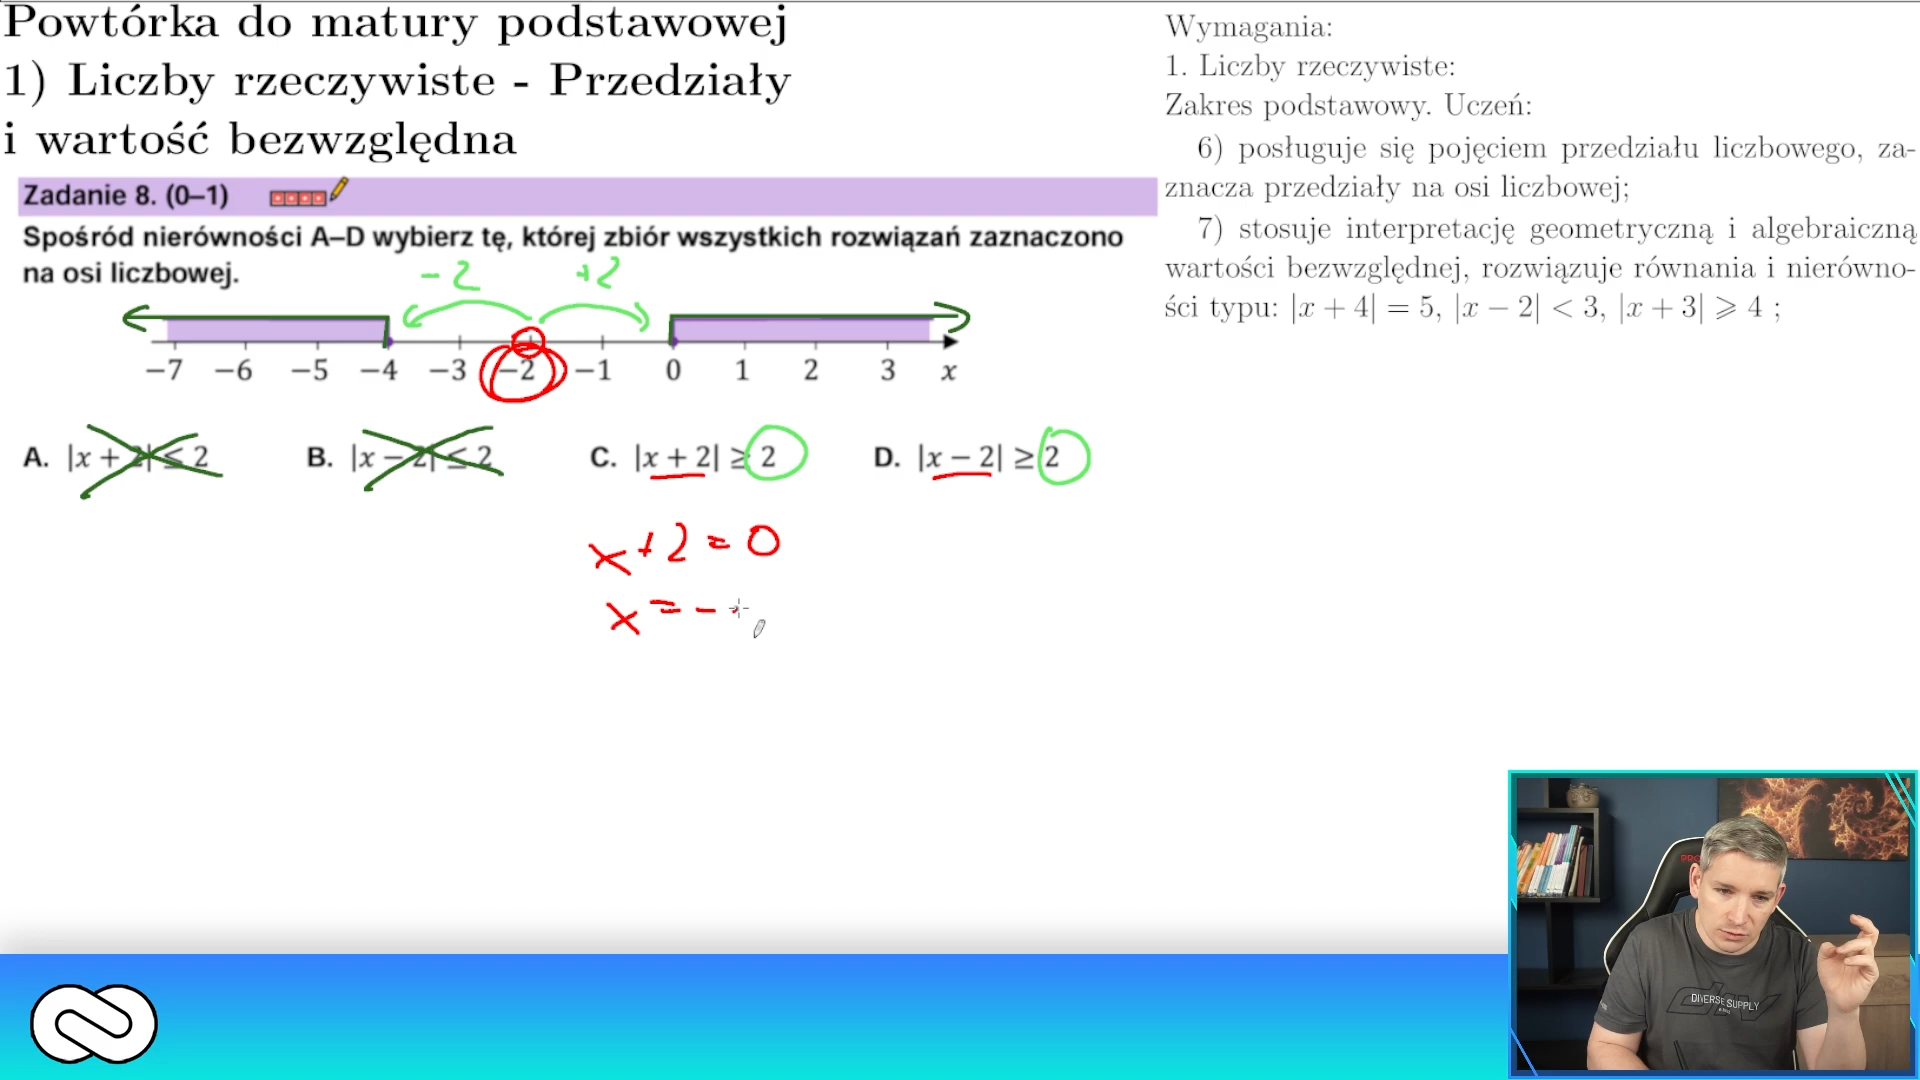 Powtórka do matury podstawowej
1) Liczby rzeczywiste - Przedziały
i wartość bezwzględna
Zadanie 8. (0–1)
Spośród nierówności A–D wybierz tę, której zbiór wszystkich rozwiązań zaznaczono
na osi liczbowej.
-2 +2
−7 −6 −5 −4 −3 −2 −1 0 1 2 3 x
A. |x + 2| ≤ 2 B. |x − 2| ≤ 2 C. |x + 2| ≥ 2 D. |x − 2| ≥ 2
x+2=0
x=-
Wymagania:
1. Liczby rzeczywiste:
Zakres podstawowy. Uczeń:
6) posługuje się pojęciem przedziału liczbowego, za-
znacza przedziały na osi liczbowej;
7) stosuje interpretację geometryczną i algebraiczną
wartości bezwzględnej, rozwiązuje równania i nierówno-
ści typu: |x + 4| = 5, |x − 2| < 3, |x + 3| ⩾ 4 ;
PRO
DIVERSE SUPPLY